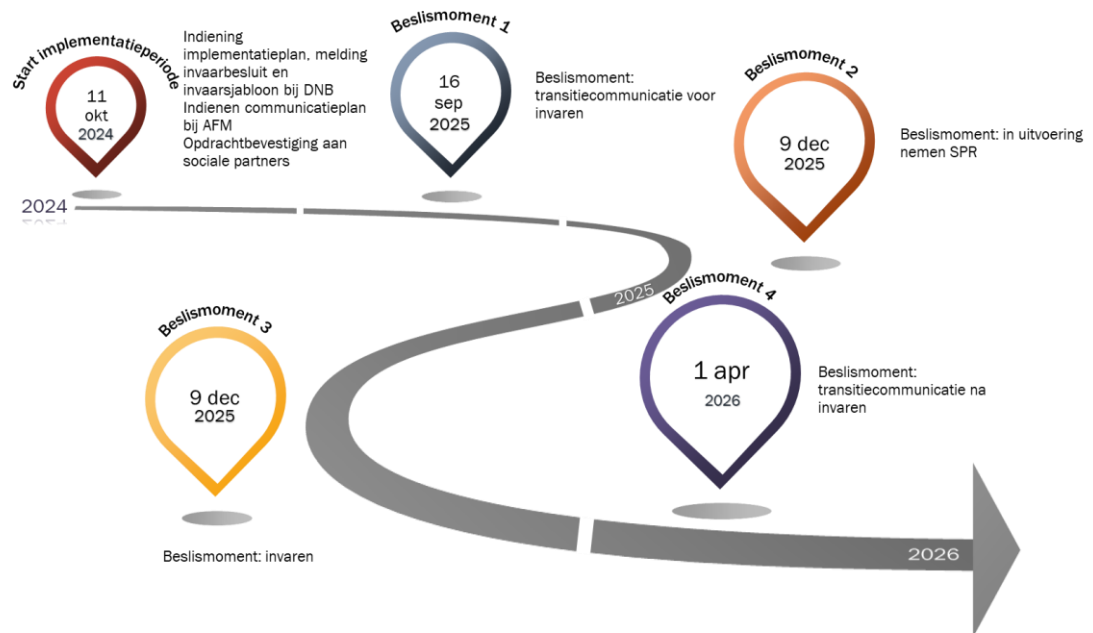 Start implementatieperiode
11
okt
2024
Indiening
implementatieplan, melding
invaarbesluit en
invaarsjabloon bij DNB
Indienen communicatieplan
bij AFM
Opdrachtbevestiging aan
sociale partners
Beslismoment 1
16
sep
2025
Beslismoment:
transitiecommunicatie voor
invaren
Beslismoment 2
9 dec
2025
Beslismoment: in uitvoering
nemen SPR
2024
2025
Beslismoment 3
9 dec
2025
Beslismoment: invaren
Beslismoment 4
1 apr
2026
Beslismoment:
transitiecommunicatie na
invaren
2026